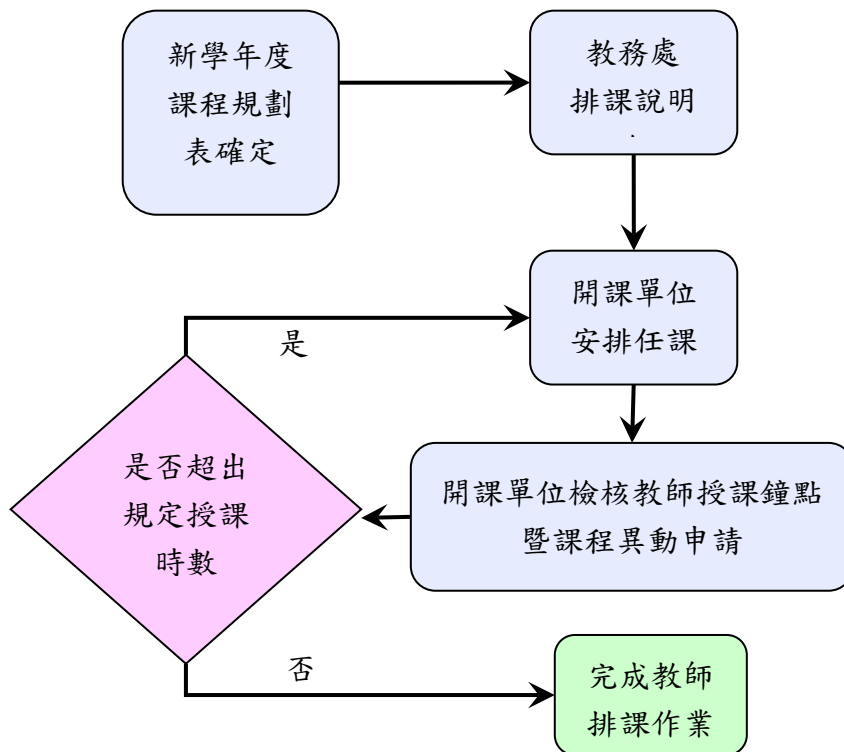 新學年度
課程規劃
表確定
教務處
排課說明
.
開課單位
安排任課
是
是否超出
規定授課
時數
開課單位檢核教師授課鐘點
暨課程異動申請
否
完成教師
排課作業